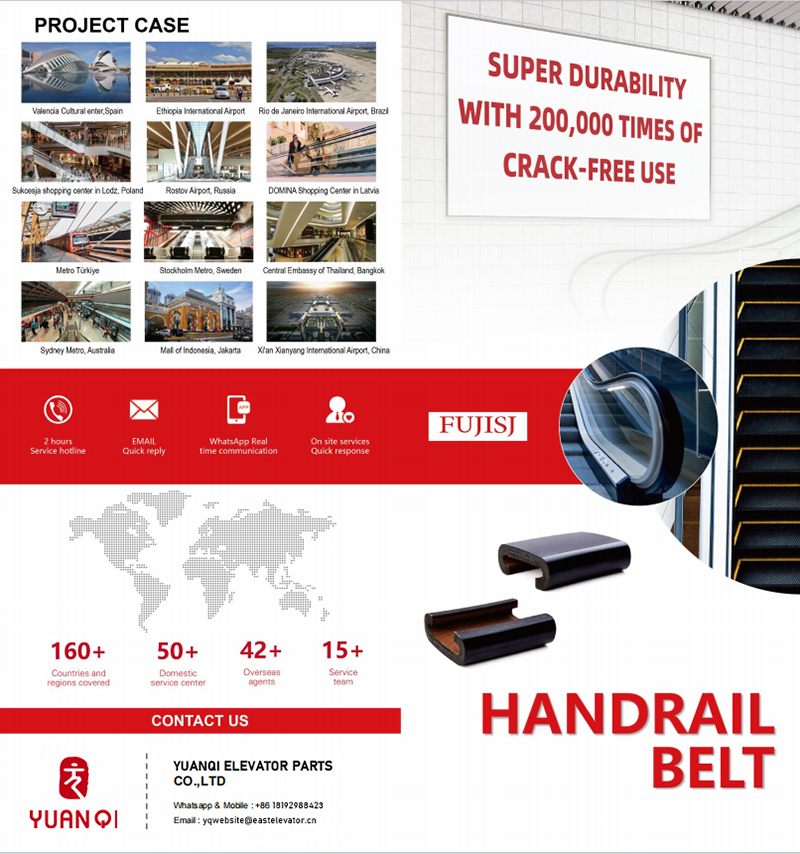 PROJECT CASE
Valencia Cultural enter,Spain
Ethiopia International Airport
Rio de Janeiro International Airport, Brazil
Sukcesja shopping center in Lodz, Poland
Rostov Airport, Russia
DOMINA Shopping Center in Latvia
Metro Türkiye
Stockholm Metro, Sweden
Central Embassy of Thailand, Bangkok
Sydney Metro, Australia
Mall of Indonesia, Jakarta
Xi'an Xianyang International Airport, China
2 hours
Service hotline
EMAIL
Quick reply
APP
WhatsApp Real
time communication
On site services
Quick response
160+
Countries and
regions covered
50+
Domestic
service center
42+
Overseas
agents
15+
Service
team
CONTACT US
YUANQI
YUANQI ELEVATOR PARTS
CO.,LTD
Whatsapp & Mobile : +86 18192988423
Email : yqwebsite@eastelevator.cn
SUPER DURABILITY
WITH 200,000 TIMES OF
CRACK-FREE USE
FUJISJ
HANDRAIL
BELT